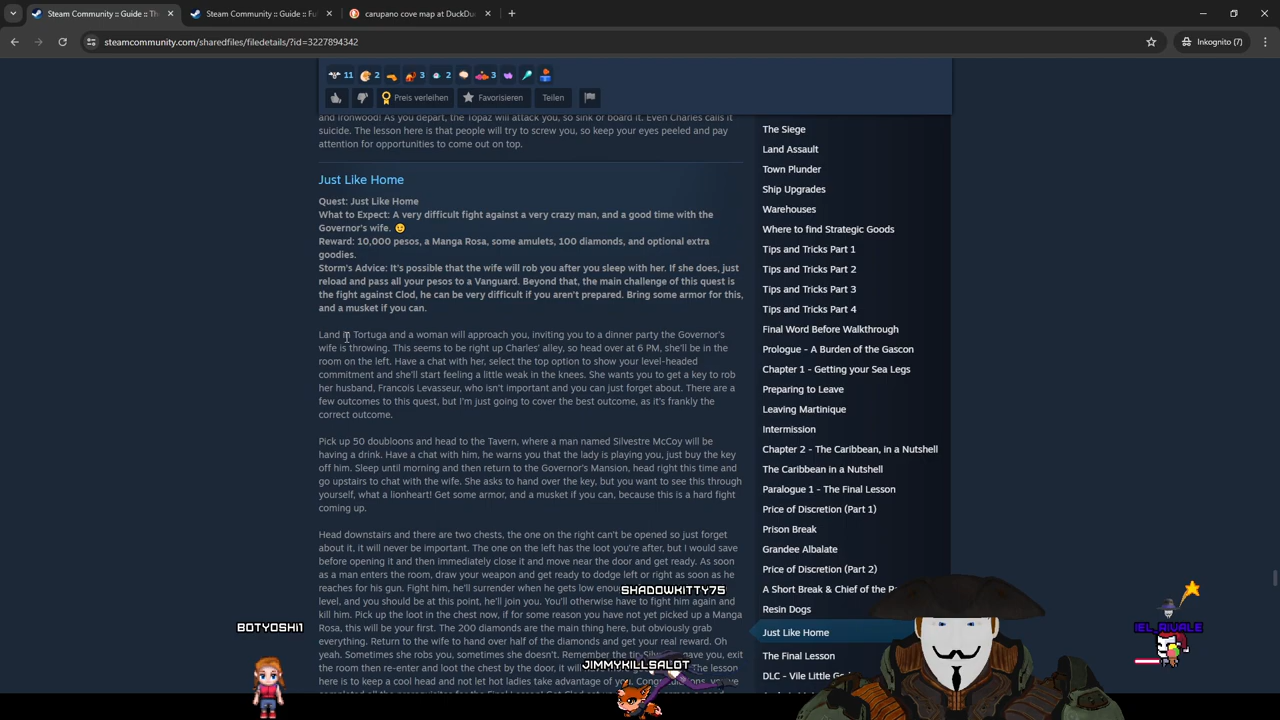 Steam Community :: Guide :: Th
Steam Community :: Guide :: Ful
carupano cove map at DuckDu
steamcommunity.com/sharedfiles/filedetails/?id=3227894342
Inkognito (7)
11
2
3
2
3
Preis verleihen
Favorisieren
Teilen
and Ironwood! As you depart, the Topaz will attack you, so sink or board it. Even Charles calls it
suicide. The lesson here is that people will try to screw you, so keep your eyes peeled and pay
attention for opportunities to come out on top.
Just Like Home
Quest: Just Like Home
What to Expect: A very difficult fight against a very crazy man, and a good time with the
Governor's wife.
Reward: 10,000 pesos, a Manga Rosa, some amulets, 100 diamonds, and optional extra
goodies.
Storm's Advice: It's possible that the wife will rob you after you sleep with her. If she does, just
reload and pass all your pesos to a Vanguard. Beyond that, the main challenge of this quest is
the fight against Clod, he can be very difficult if you aren't prepared. Bring some armor for this,
and a musket if you can.
Land in Tortuga and a woman will approach you, inviting you to a dinner party the Governor's
wife is throwing. This seems to be right up Charles' alley, so head over at 6 PM, she'll be in the
room on the left. Have a chat with her, select the top option to show your level-headed
commitment and she'll start feeling a little weak in the knees. She wants you to get a key to rob
her husband, Francois Levasseur, who isn't important and you can just forget about. There are a
few outcomes to this quest, but I'm just going to cover the best outcome, as it's frankly the
correct outcome.
Pick up 50 doubloons and head to the Tavern, where a man named Silvestre McCoy will be
having a drink. Have a chat with him, he warns you that the lady is playing you, just buy the key
off him. Sleep until morning and then return to the Governor's Mansion, head right this time and
go upstairs to chat with the wife. She asks to hand over the key, but you want to see this through
yourself, what a lionheart! Get some armor, and a musket if you can, because this is a hard fight
coming up.
Head downstairs and there are two chests, the one on the right can't be opened so just forget
about it, it will never be important. The one on the left has the loot you're after, but I would save
before opening it and then immediately close it and move near the door and get ready. As soon
as a man enters the room, draw your weapon and get ready to dodge left or right as soon as he
reaches for his gun. Fight him, he'll surrender when he gets low enou
level, and you should be at this point, he'll join you. You'll otherwise have to fight him again and
kill him. Pick up the loot in the chest now, if for some reason you have not yet picked up a Manga
Rosa, this will be your first. The 200 diamonds are the main thing here, but obviously grab
everything. Return to the wife to hand over half of the diamonds and get your real reward. Oh
yeah. Sometimes she robs you, sometimes she doesn't. Remember the
gave you, exit
the room then re-enter and loot the chest by the door, it will
The lesson
here is to keep a cool head and not let hot ladies take advantage of you.
The Siege
Land Assault
Town Plunder
Ship Upgrades
Warehouses
Where to find Strategic Goods
Tips and Tricks Part 1
Tips and Tricks Part 2
Tips and Tricks Part 3
Tips and Tricks Part 4
Final Word Before Walkthrough
Prologue - A Burden of the Gascon
Chapter 1 - Getting your Sea Legs
Preparing to Leave
Leaving Martinique
Intermission
Chapter 2 - The Caribbean, in a Nutshell
The Caribbean in a Nutshell
Paralogue 1 - The Final Lesson
Price of Discretion (Part 1)
Prison Break
Grandee Albalate
Price of Discretion (Part 2)
A Short Break & Chief of the
Resin Dogs
Just Like Home
The Final Lesson
DLC - Vile Little Go
BOTYOSHI1
SHADOWKITTY75
JIMMYKILLSALOT
IEL_RIVALE